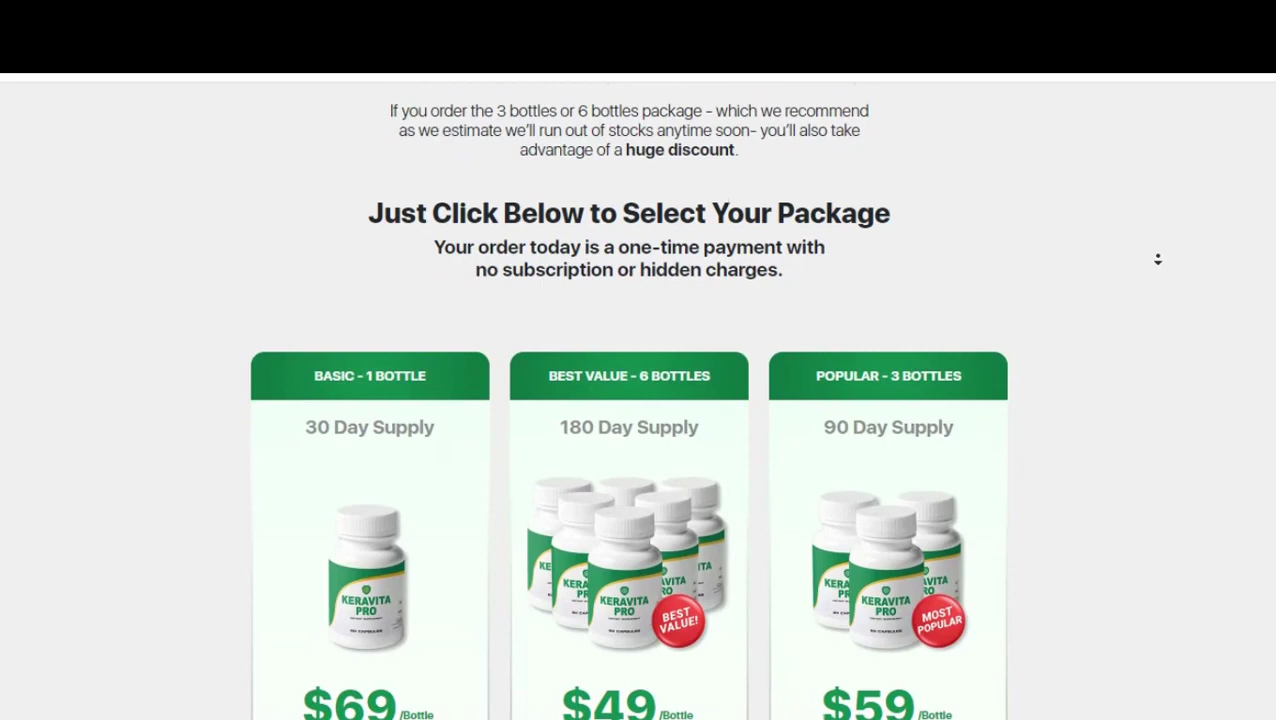 If you order the 3 bottles or 6 bottles package - which we recommend
as we estimate we'll run out of stocks anytime soon- you'll also take
advantage of a huge discount.
Just Click Below to Select Your Package
Your order today is a one-time payment with
no subscription or hidden charges.
BASIC - 1 BOTTLE
30 Day Supply
KERAVITA
PRO
$69 /Bottle
BEST VALUE - 6 BOTTLES
180 Day Supply
KERAVITA
PRO
BEST
VALUE!
$49 /Bottle
POPULAR - 3 BOTTLES
90 Day Supply
KERAVITA
PRO
MOST
POPULAR
$59 /Bottle